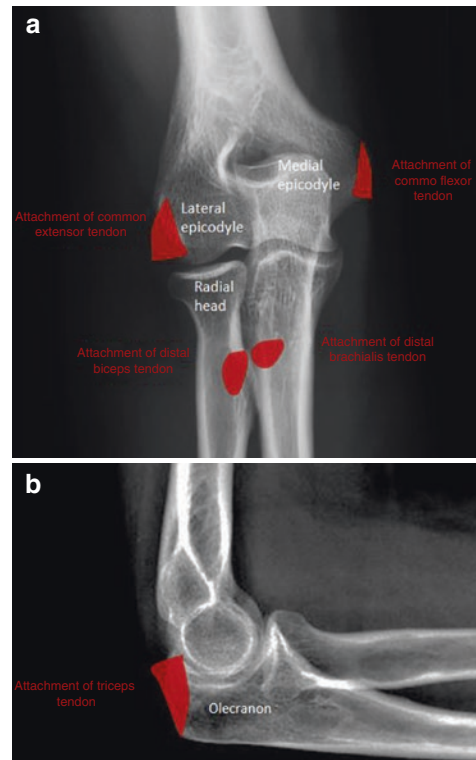 a
Medial
epicodyle
Attachment of
commo flexor
tendon
Attachment of common
extensor tendon
Lateral
epicodyle
Radial
head
Attachment of distal
biceps tendon
Attachment of distal
brachialis tendon
b
Attachment of triceps
tendon
Olecranon